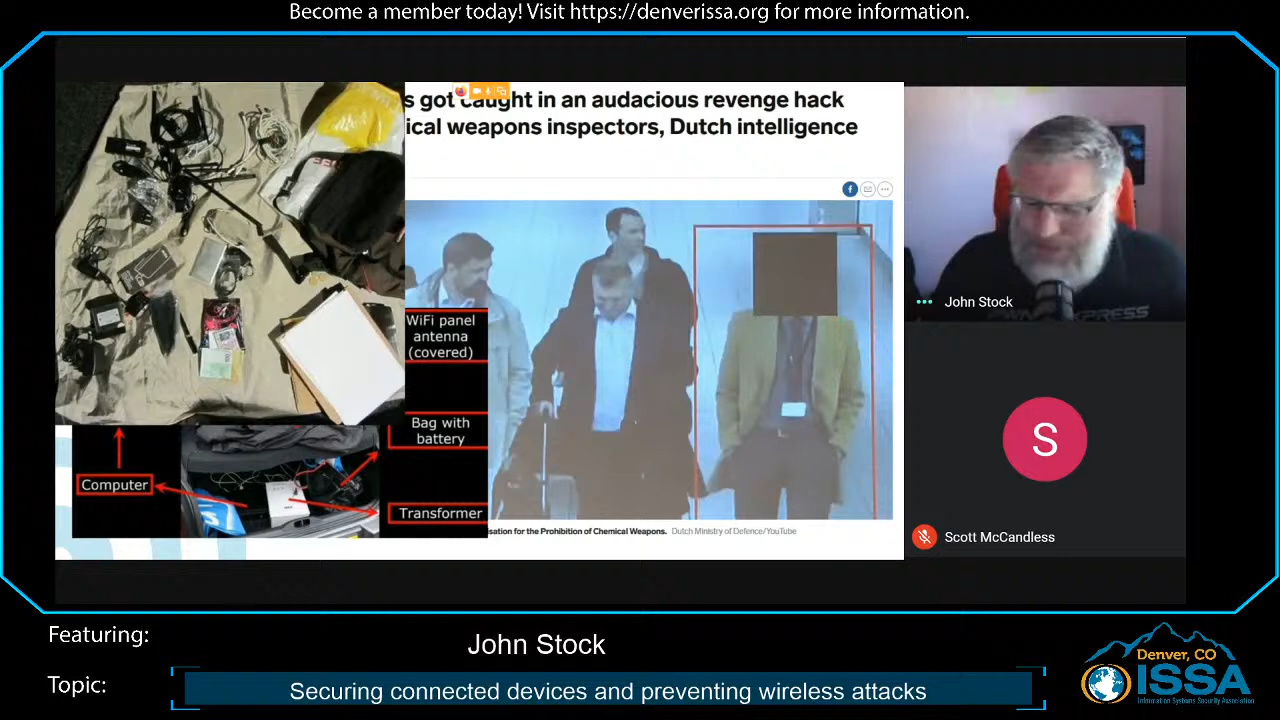 Become a member today! Visit https://denverissa.org for more information.
s got caught in an audacious revenge hack
ical weapons inspectors, Dutch intelligence
WiFi panel
antenna
(covered)
Bag with
battery
Computer
Transformer
sation for the Prohibition of Chemical Weapons. Dutch Ministry of Defence/YouTube
John Stock
S
Scott McCandless
Featuring:
John Stock
Topic:
Securing connected devices and preventing wireless attacks
Denver, CO
ISSA
Information Systems Security Association